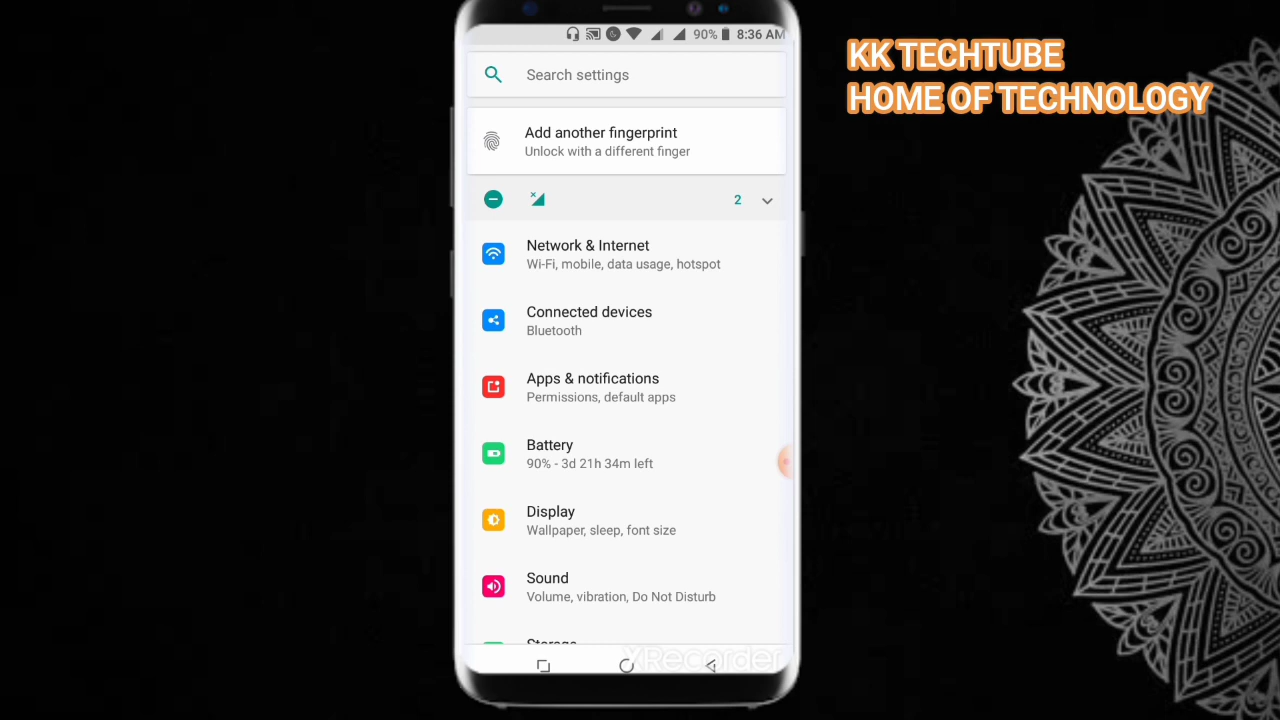 90% 8:36 AM
KK TECHTUBE
HOME OF TECHNOLOGY
Search settings
Add another fingerprint
Unlock with a different finger
2
Network & Internet
Wi-Fi, mobile, data usage, hotspot
Connected devices
Bluetooth
Apps & notifications
Permissions, default apps
Battery
90% - 3d 21h 34m left
Display
Wallpaper, sleep, font size
Sound
Volume, vibration, Do Not Disturb
Storage
XRecorder